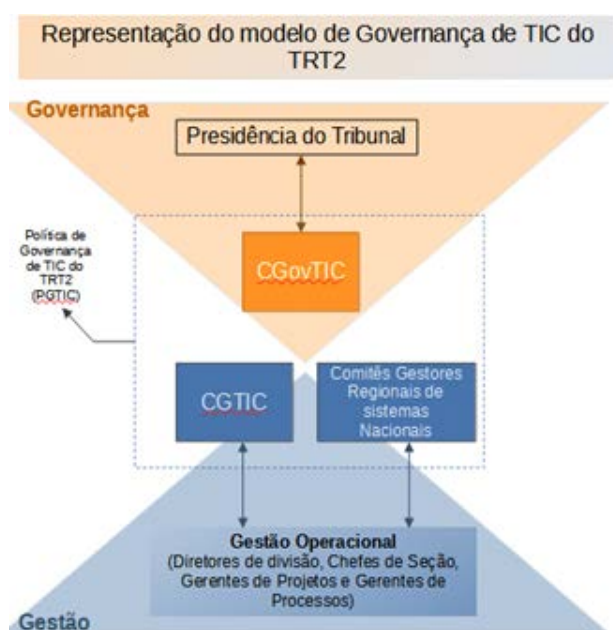 Representação do modelo de Governança de TIC do
TRT2
Governança
Presidência do Tribunal
Política de
Governança
de TIC do
TRT2
(PGTIC)
CGovTIC
CGTIC
Comitês Gestores
Regionais de
sistemas
Nacionais
Gestão Operacional
(Diretores de divisão, Chefes de Seção,
Gerentes de Projetos e Gerentes de
Processos)
Gestão